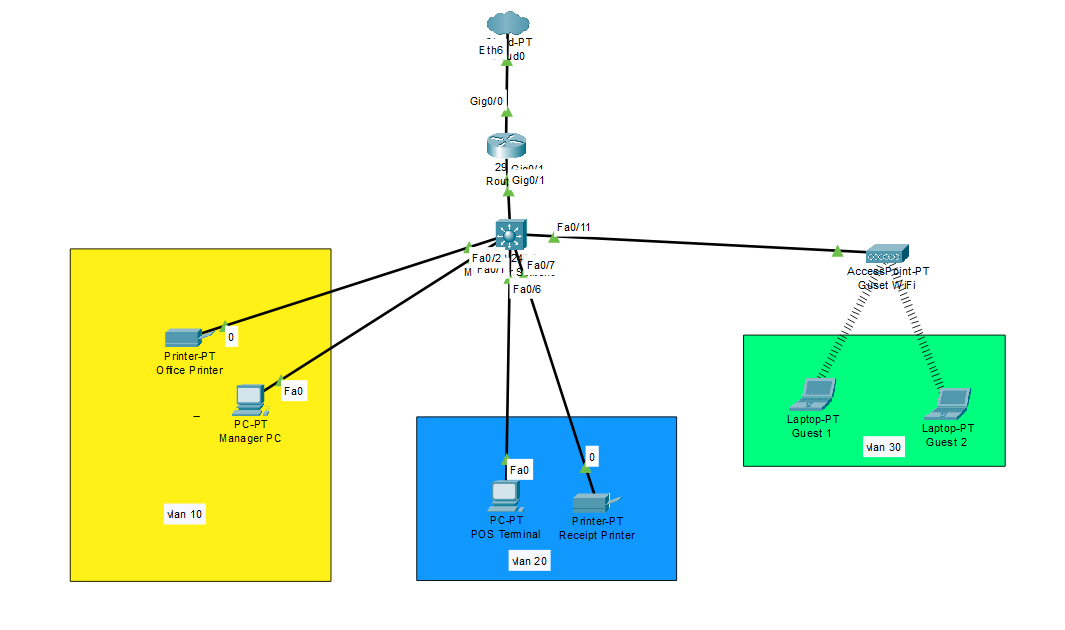 Eth6
Gig0/0
Gig0/1
Fa0/11
Fa0/2
Fa0/7
Fa0/6
AccessPoint-PT
Guset WiFi
0
Printer-PT
Office Printer
Fa0
PC-PT
Manager PC
vlan 10
Fa0
PC-PT
POS Terminal
0
Printer-PT
Receipt Printer
vlan 20
Laptop-PT
Guest 1
Laptop-PT
Guest 2
vlan 30